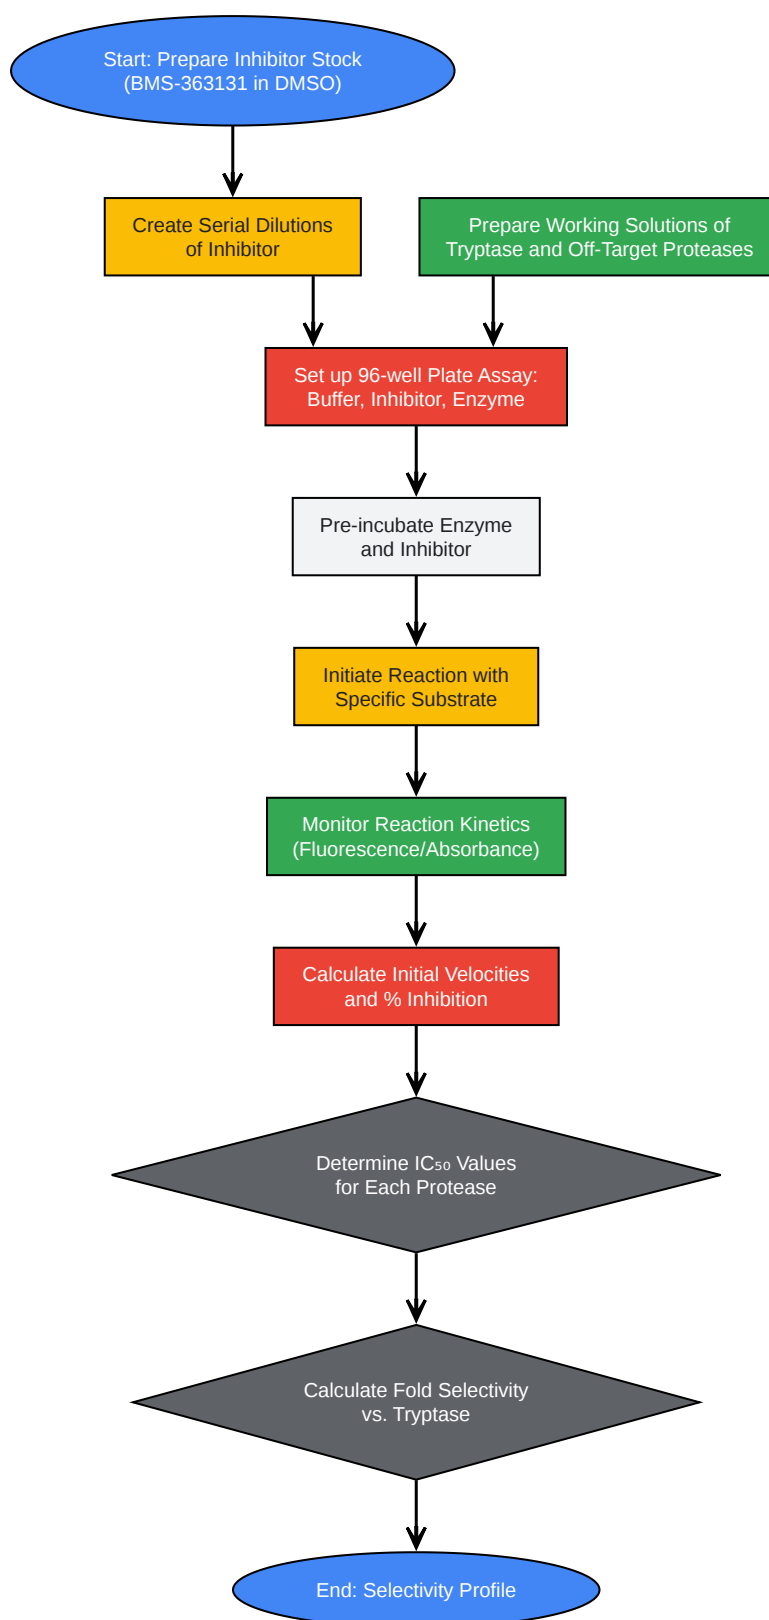 Start: Prepare Inhibitor Stock
(BMS-363131 in DMSO)
Create Serial Dilutions
of Inhibitor
Prepare Working Solutions of
Tryptase and Off-Target Proteases
Set up 96-well Plate Assay:
Buffer, Inhibitor, Enzyme
Pre-incubate Enzyme
and Inhibitor
Initiate Reaction with
Specific Substrate
Monitor Reaction Kinetics
(Fluorescence/Absorbance)
Calculate Initial Velocities
and % Inhibition
Determine IC₅₀ Values
for Each Protease
Calculate Fold Selectivity
vs. Tryptase
End: Selectivity Profile